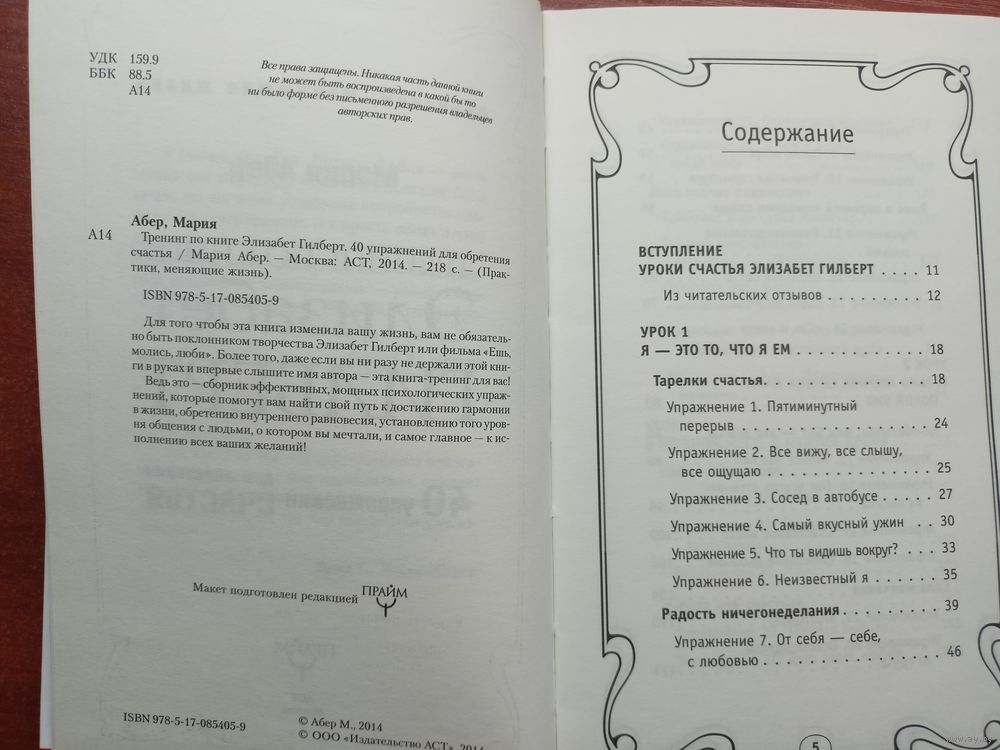 УДК 159.9
ББК 88.5
А14
Все права защищены. Никакая часть данной книги
не может быть воспроизведена в какой бы то
ни было форме без письменного разрешения владельцев
авторских прав.
Абер, Мария
А14 Тренинг по книге Элизабет Гилберт. 40 упражнений для обретения
счастья / Мария Абер. — Москва: АСТ, 2014. — 218 с. — (Прак-
тики, меняющие жизнь).
ISBN 978-5-17-085405-9
Для того чтобы эта книга изменила вашу жизнь, вам не обязатель-
но быть поклонником творчества Элизабет Гилберт или фильма «Ешь,
молись, люби». Более того, даже если вы ни разу не держали этой кни-
ги в руках и впервые слышите имя автора — эта книга-тренинг для вас!
Ведь это — сборник эффективных, мощных психологических упраж-
нений, которые помогут вам найти свой путь к достижению гармонии
в жизни, обретению внутреннего равновесия, установлению того уров-
ня общения с людьми, о котором вы мечтали, и самое главное — к ис-
полнению всех ваших желаний!
Макет подготовлен редакцией ПРАЙМ
ISBN 978-5-17-085405-9
© Абер М., 2014
© ООО «Издательство АСТ», 2014
Содержание
ВСТУПЛЕНИЕ
УРОКИ СЧАСТЬЯ ЭЛИЗАБЕТ ГИЛБЕРТ . . . . 11
Из читательских отзывов . . . . . . . . . 12
УРОК 1
Я — ЭТО ТО, ЧТО Я ЕМ . . . . . . . . . . . . 18
Тарелки счастья. . . . . . . . . . . . . . . 18
Упражнение 1. Пятиминутный
перерыв . . . . . . . . . . . . . . . . 24
Упражнение 2. Все вижу, все слышу,
все ощущаю . . . . . . . . . . . . . . 25
Упражнение 3. Сосед в автобусе . . . . . 27
Упражнение 4. Самый вкусный ужин . . 30
Упражнение 5. Что ты видишь вокруг? . . . 33
Упражнение 6. Неизвестный я . . . . . . 35
Радость ничегонеделания . . . . . . . . . 39
Упражнение 7. От себя — себе,
с любовью . . . . . . . . . . . . . . . 46
5
www.ay.by